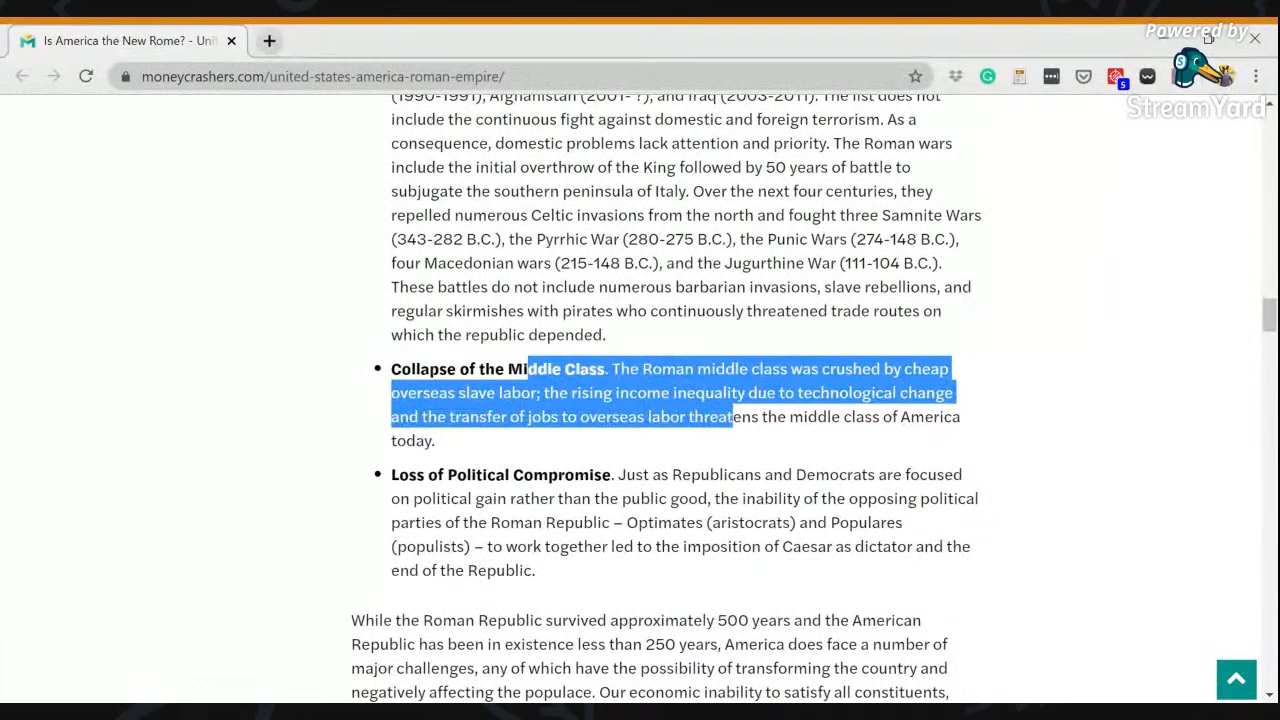 Powered by
Is America the New Rome? - Uni
moneycrashers.com/united-states-america-roman-empire/
5
S
StreamYard
(1990-1991), Afghanistan (2001- ?), and Iraq (2003-2011). The list does not
include the continuous fight against domestic and foreign terrorism. As a
consequence, domestic problems lack attention and priority. The Roman wars
include the initial overthrow of the King followed by 50 years of battle to
subjugate the southern peninsula of Italy. Over the next four centuries, they
repelled numerous Celtic invasions from the north and fought three Samnite Wars
(343-282 B.C.), the Pyrrhic War (280-275 B.C.), the Punic Wars (274-148 B.C.),
four Macedonian wars (215-148 B.C.), and the Jugurthine War (111-104 B.C.).
These battles do not include numerous barbarian invasions, slave rebellions, and
regular skirmishes with pirates who continuously threatened trade routes on
which the republic depended.
• Collapse of the Middle Class. The Roman middle class was crushed by cheap
overseas slave labor; the rising income inequality due to technological change
and the transfer of jobs to overseas labor threatens the middle class of America
today.
• Loss of Political Compromise. Just as Republicans and Democrats are focused
on political gain rather than the public good, the inability of the opposing political
parties of the Roman Republic – Optimates (aristocrats) and Populares
(populists) – to work together led to the imposition of Caesar as dictator and the
end of the Republic.
While the Roman Republic survived approximately 500 years and the American
Republic has been in existence less than 250 years, America does face a number of
major challenges, any of which have the possibility of transforming the country and
negatively affecting the populace. Our economic inability to satisfy all constituents,